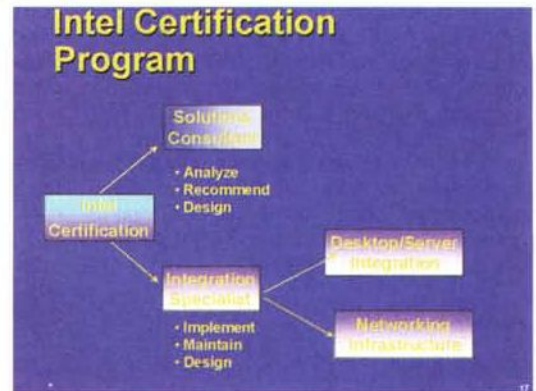 Intel Certification
Program
Solutions
Consultant
• Analyze
• Recommend
• Design
Intel
Certification
Desktop/Server
Integration
Integration
Specialist
• Implement
• Maintain
• Design
Networking
Infrastructure
17